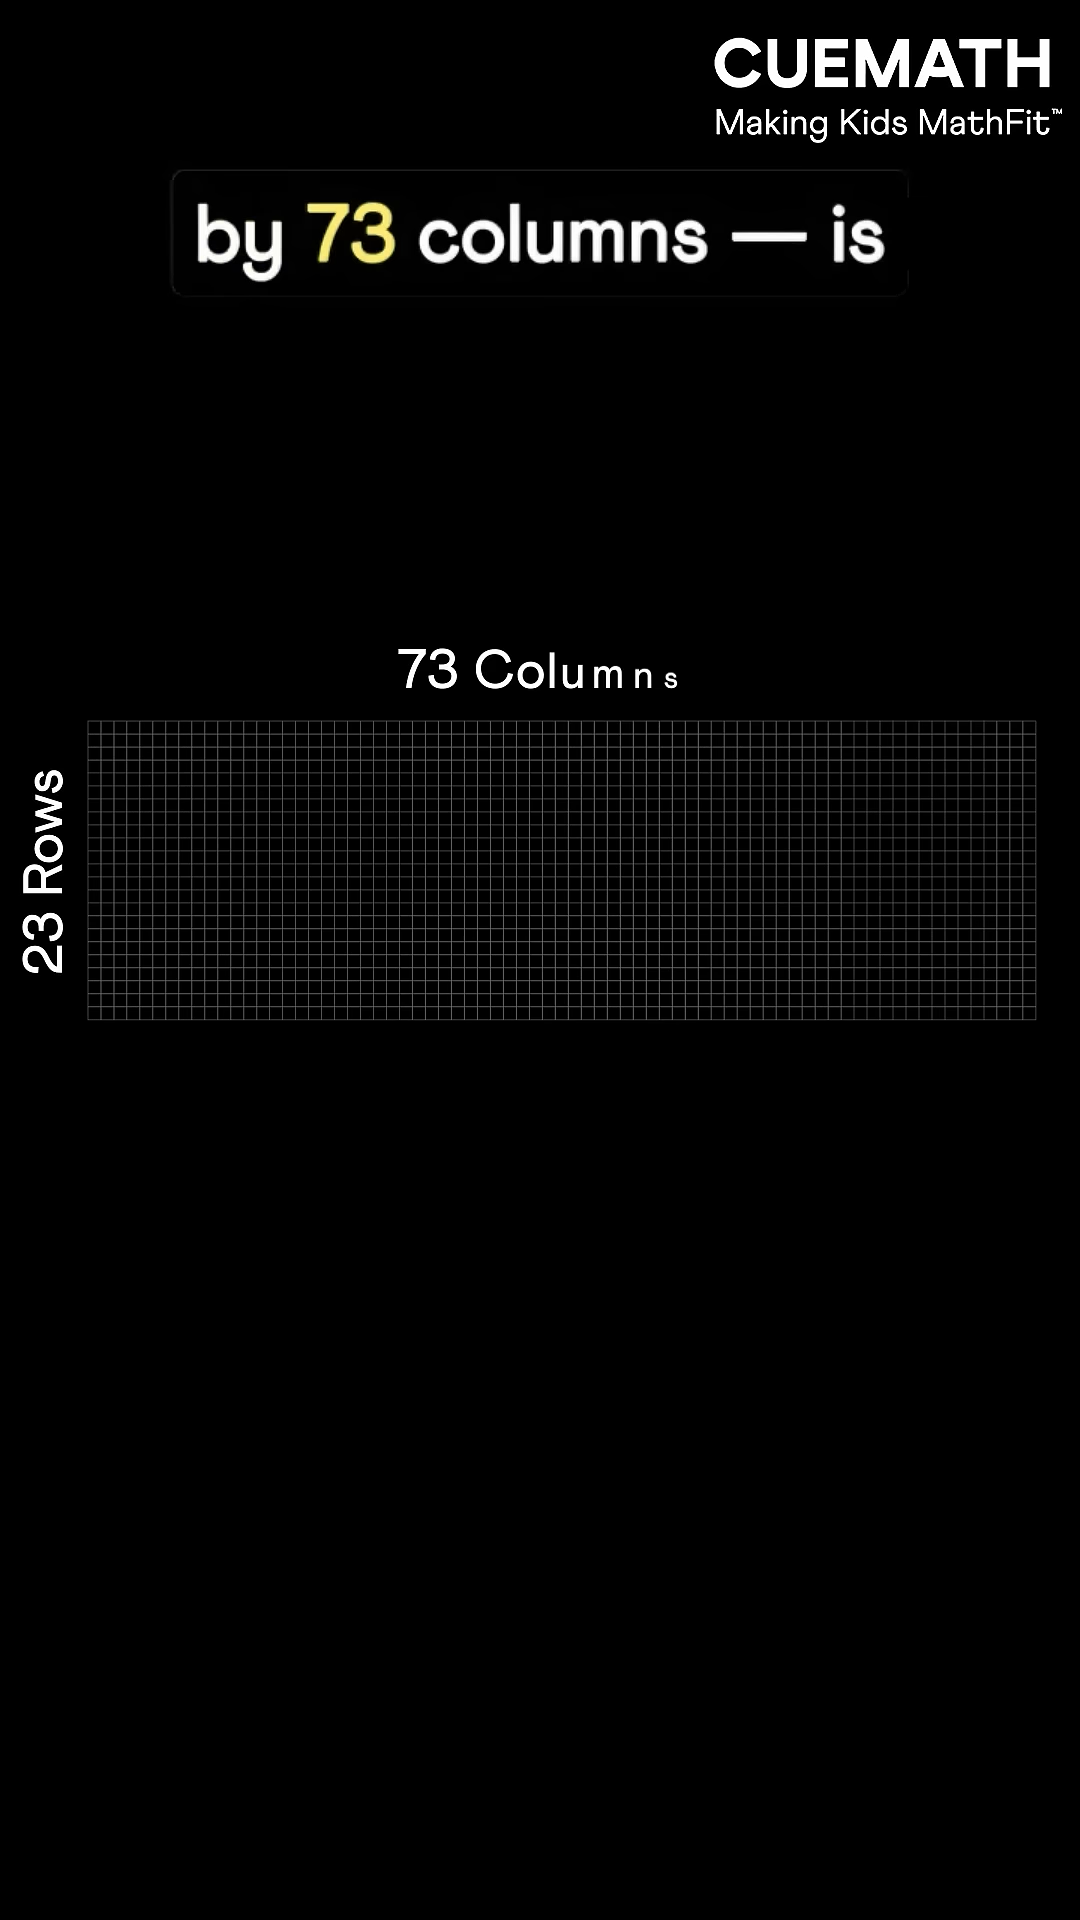 CUEMATH
Making Kids MathFit™
by 73 columns — is
73 Columns
23 Rows